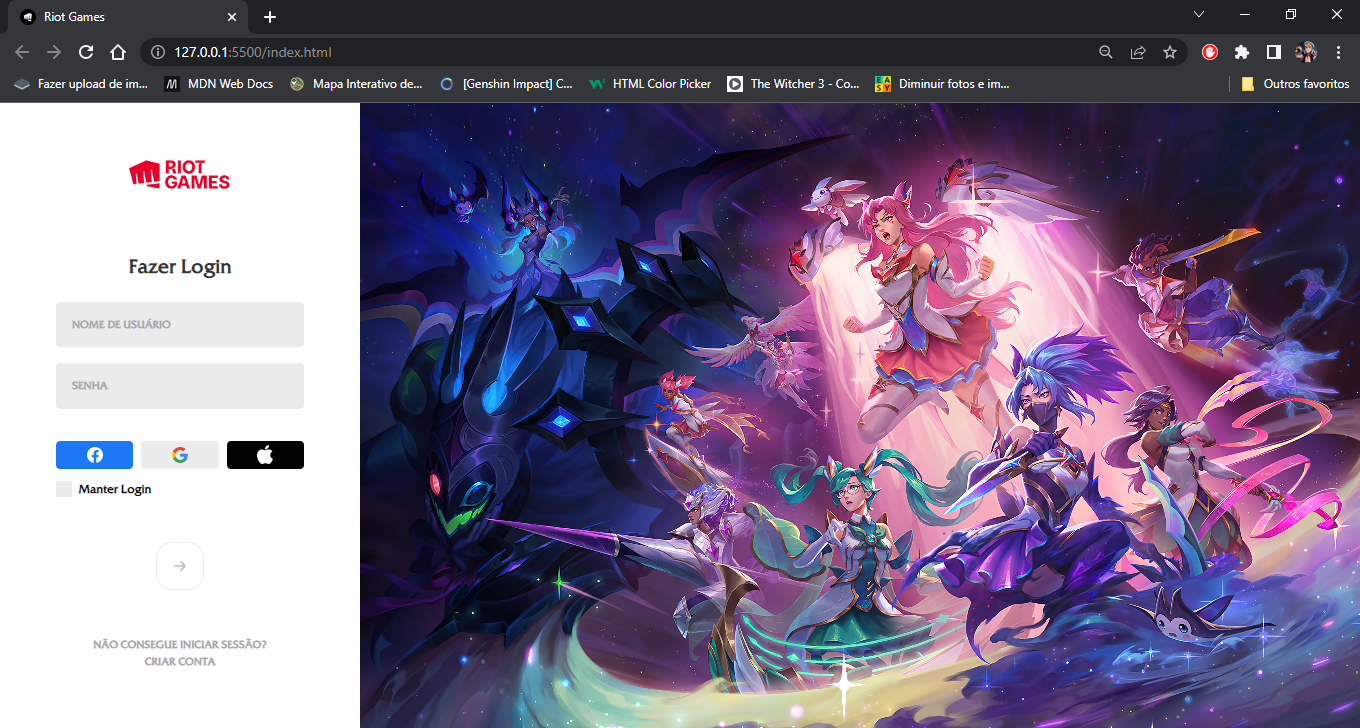 Riot Games
127.0.0.1:5500/index.html
Fazer upload de im...
MDN Web Docs
Mapa Interativo de...
[Genshin Impact] C...
HTML Color Picker
The Witcher 3 - Co...
EA
SY
Diminuir fotos e im...
Outros favoritos
RIOT
GAMES
Fazer Login
NOME DE USUÁRIO
SENHA
Manter Login
NÃO CONSEGUE INICIAR SESSÃO?
CRIAR CONTA